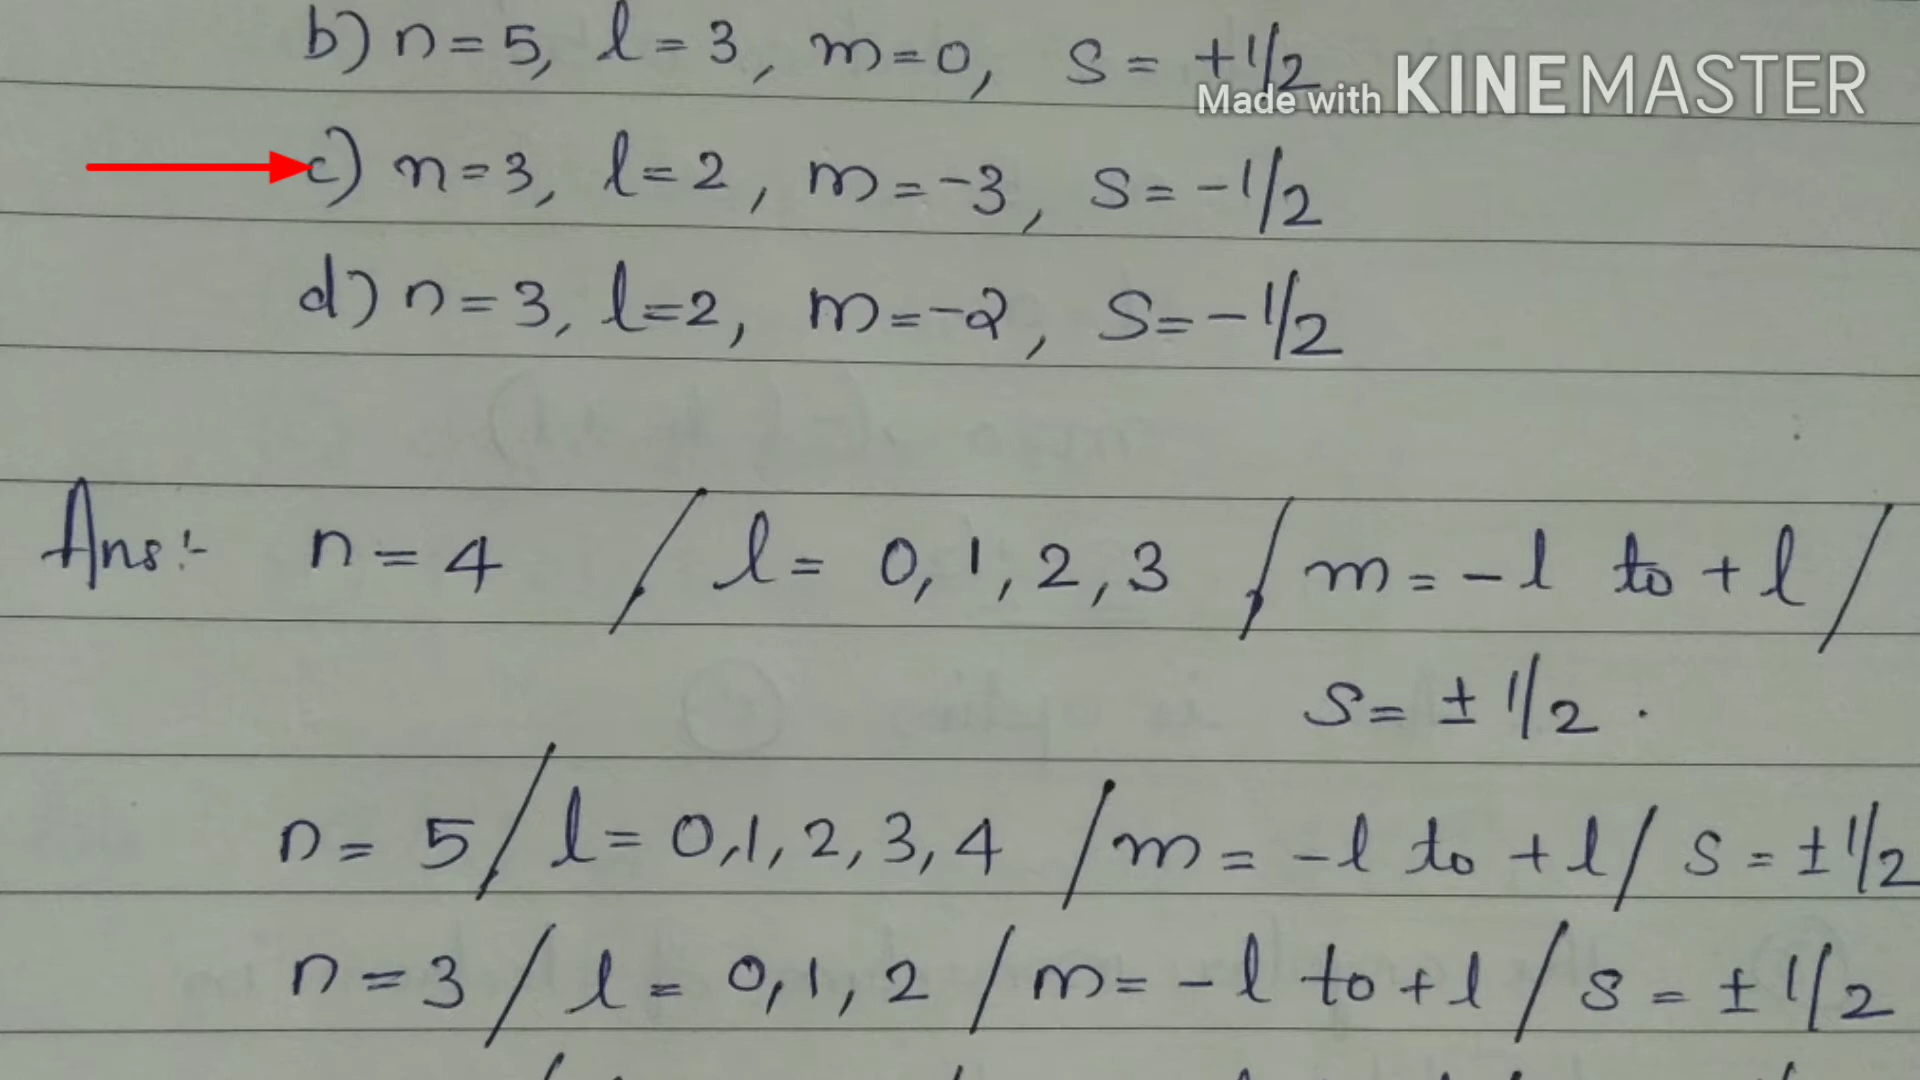 b) n = 5, l = 3, m = 0, s = +1/2
Made with KINEMASTER
c) n = 3, l = 2, m = -3, s = -1/2
d) n = 3, l = 2, m = -2, s = -1/2
Ans:- n = 4 / l = 0, 1, 2, 3 / m = -l to +l /
s = ± 1/2 .
n = 5 / l = 0, 1, 2, 3, 4 / m = -l to +l / s = ± 1/2
n = 3 / l = 0, 1, 2 / m = -l to +l / s = ± 1/2